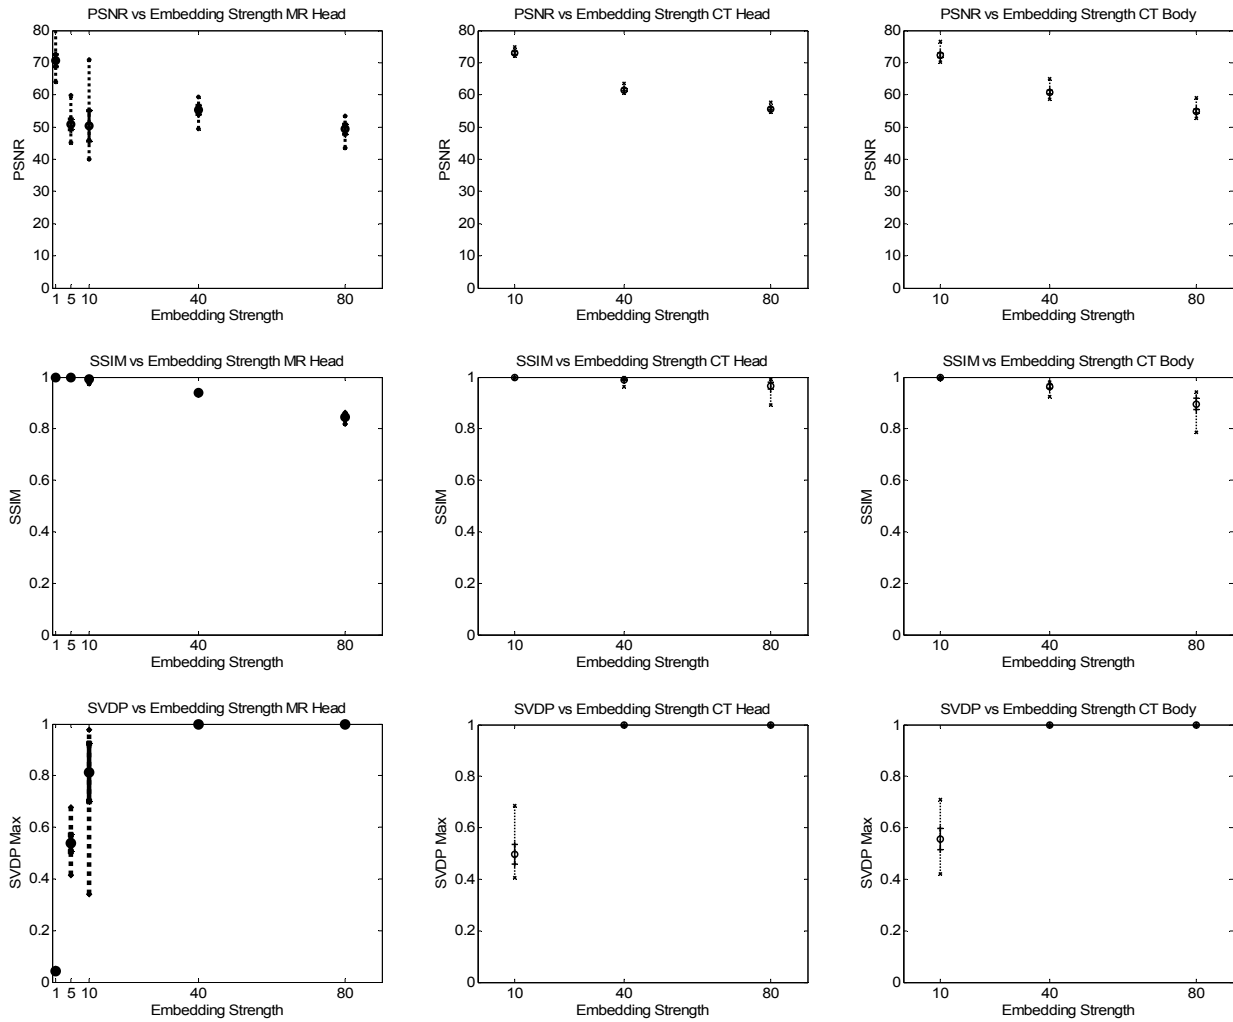 PSNR vs Embedding Strength MR Head
PSNR
80
70
60
50
40
30
20
10
0
1 5 10 40 80
Embedding Strength
PSNR vs Embedding Strength CT Head
PSNR
80
70
60
50
40
30
20
10
0
10 40 80
Embedding Strength
PSNR vs Embedding Strength CT Body
PSNR
80
70
60
50
40
30
20
10
0
10 40 80
Embedding Strength
SSIM vs Embedding Strength MR Head
SSIM
1
0.8
0.6
0.4
0.2
0
1 5 10 40 80
Embedding Strength
SSIM vs Embedding Strength CT Head
SSIM
1
0.8
0.6
0.4
0.2
0
10 40 80
Embedding Strength
SSIM vs Embedding Strength CT Body
SSIM
1
0.8
0.6
0.4
0.2
0
10 40 80
Embedding Strength
SVDP vs Embedding Strength MR Head
SVDP Max
1
0.8
0.6
0.4
0.2
0
1 5 10 40 80
Embedding Strength
SVDP vs Embedding Strength CT Head
SVDP Max
1
0.8
0.6
0.4
0.2
0
10 40 80
Embedding Strength
SVDP vs Embedding Strength CT Body
SVDP Max
1
0.8
0.6
0.4
0.2
0
10 40 80
Embedding Strength